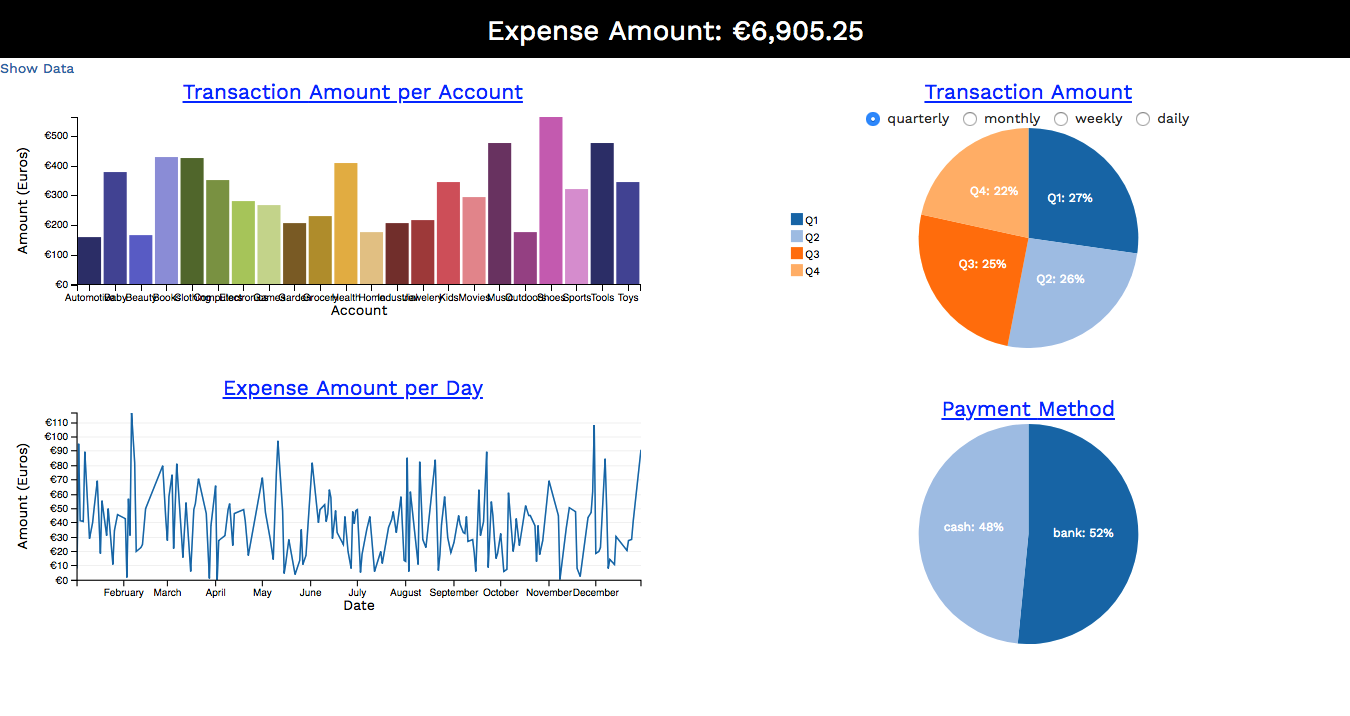 Expense Amount: €6,905.25
Show Data
Transaction Amount per Account
Amount (Euros)
€500
€400
€300
€200
€100
€0
Automotive Baby Beauty Books Clothing Computers Electronics Games Garden Grocery Health Home Industrial Jewelery Kids Movies Music Outdoors Shoes Sports Tools Toys
Account
Transaction Amount
quarterly monthly weekly daily
Q1
Q2
Q3
Q4
Q4: 22%
Q1: 27%
Q3: 25%
Q2: 26%
Expense Amount per Day
Amount (Euros)
€110
€100
€90
€80
€70
€60
€50
€40
€30
€20
€10
€0
February March April May June July August September October November December
Date
Payment Method
cash: 48%
bank: 52%